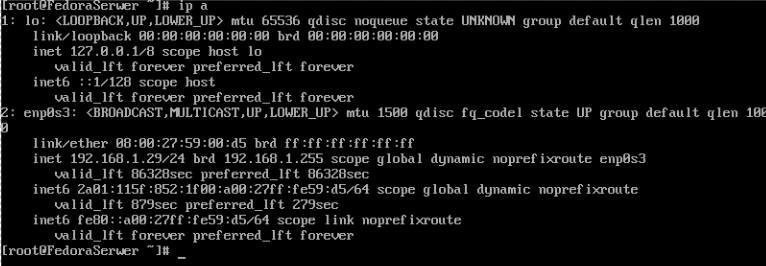 [root@FedoraSerwer ~]# ip a
1: lo: <LOOPBACK,UP,LOWER_UP> mtu 65536 qdisc noqueue state UNKNOWN group default qlen 1000
    link/loopback 00:00:00:00:00:00 brd 00:00:00:00:00:00
    inet 127.0.0.1/8 scope host lo
       valid_lft forever preferred_lft forever
    inet6 ::1/128 scope host
       valid_lft forever preferred_lft forever
2: enp0s3: <BROADCAST,MULTICAST,UP,LOWER_UP> mtu 1500 qdisc fq_codel state UP group default qlen 100
0
    link/ether 08:00:27:59:00:d5 brd ff:ff:ff:ff:ff:ff
    inet 192.168.1.29/24 brd 192.168.1.255 scope global dynamic noprefixroute enp0s3
       valid_lft 86328sec preferred_lft 86328sec
    inet6 2a01:115f:852:1f00:a00:27ff:fe59:d5/64 scope global dynamic noprefixroute
       valid_lft 879sec preferred_lft 279sec
    inet6 fe80::a00:27ff:fe59:d5/64 scope link noprefixroute
       valid_lft forever preferred_lft forever
[root@FedoraSerwer ~]# _